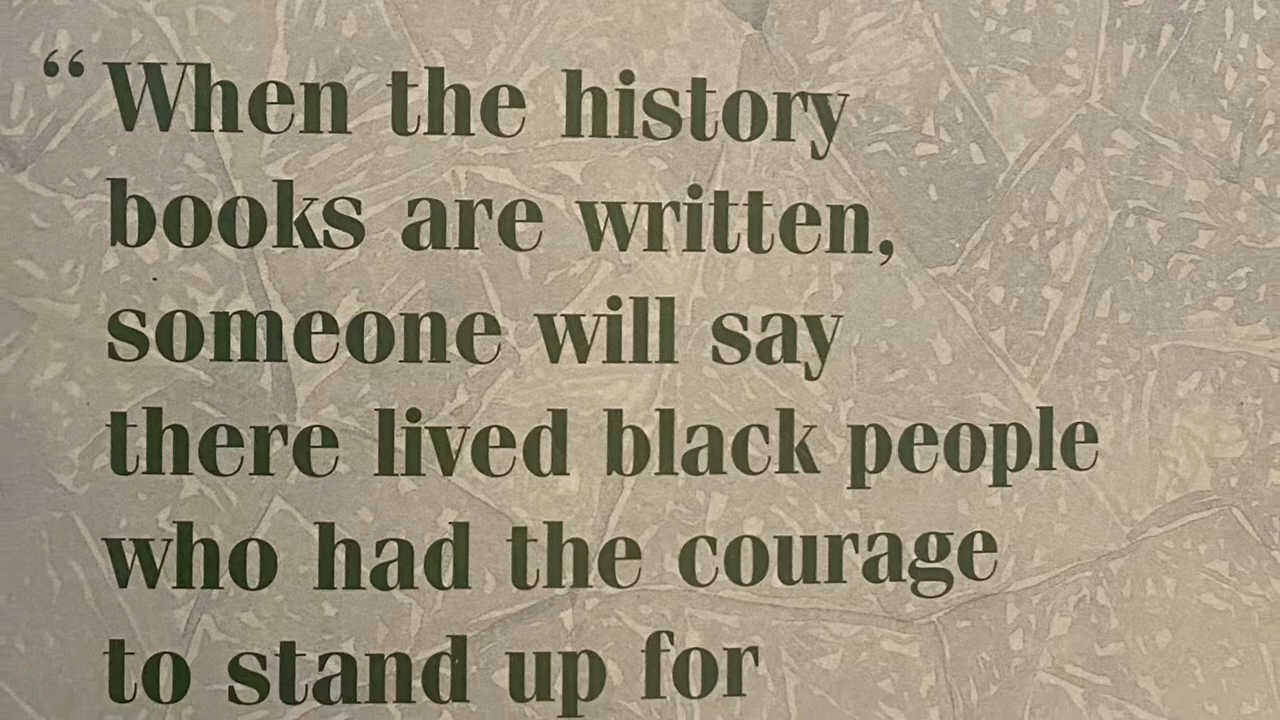 “When the history
books are written,
someone will say
there lived black people
who had the courage
to stand up for